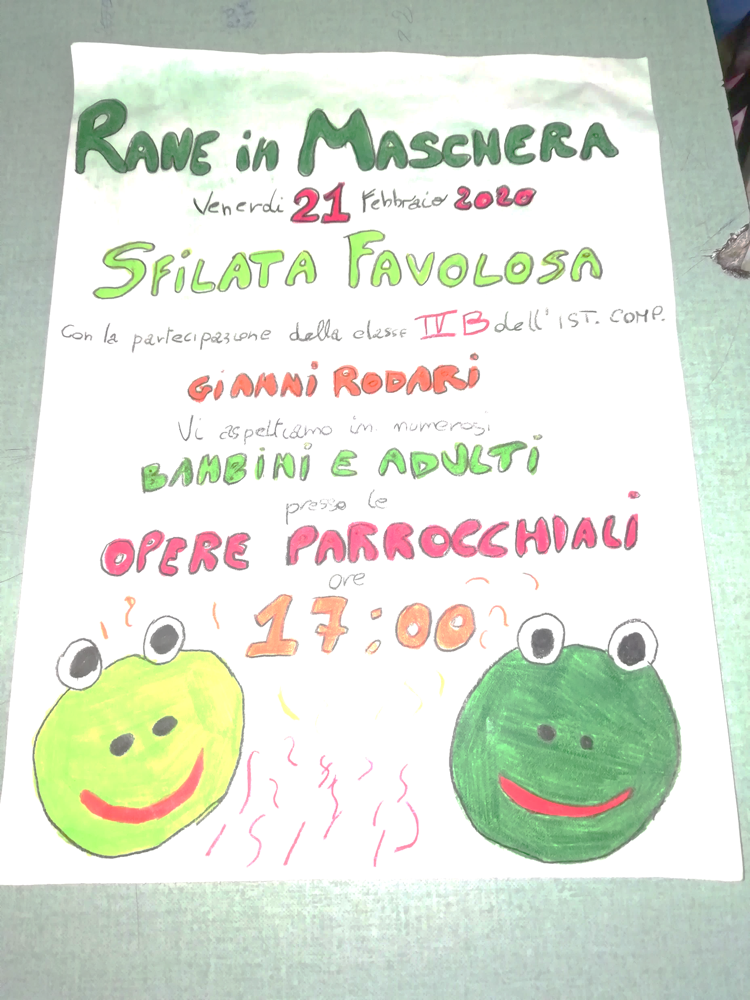 RANE in MASCHERA
Venerdi 21 Febbraio 2020
SFiLATA FAVOLOSA
Con la partecipazione della classe IV B dell' IST. COMP.
GiANNi RODARi
Vi aspettiamo in numerosi
BAMBiNi E ADULTi
presso le
OPERE PARROCCHIALi
ore
17:00